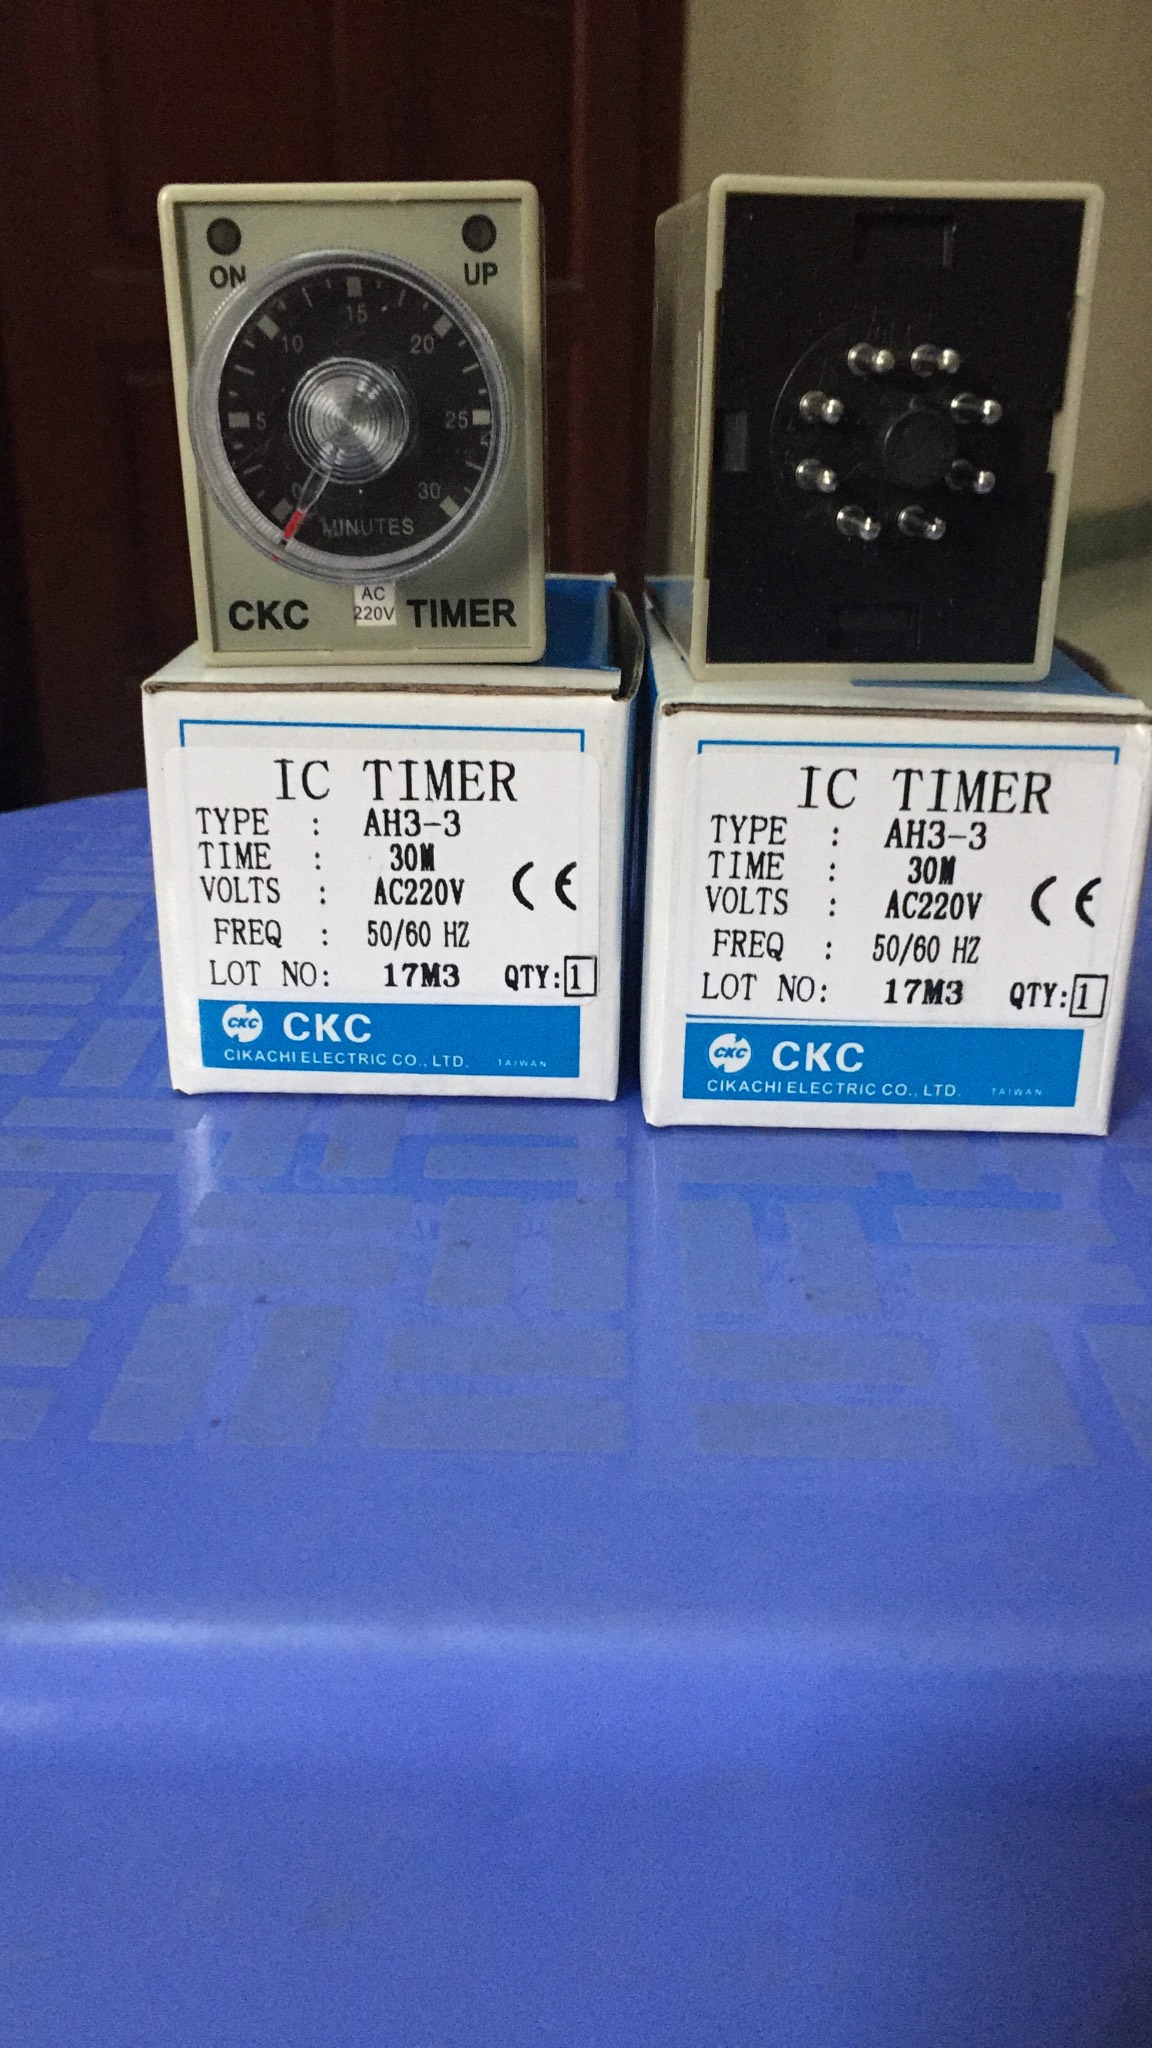 ON UP
15
10 20
5 25
0 30
MINUTES
AC
220V
CKC TIMER
IC TIMER
TYPE : AH3-3
TIME : 30M
VOLTS : AC220V
FREQ : 50/60 HZ
LOT NO: 17M3 QTY: 1
CE
CKC CKC
CIKACHI ELECTRIC CO., LTD. TAIWAN
IC TIMER
TYPE : AH3-3
TIME : 30M
VOLTS : AC220V
FREQ : 50/60 HZ
LOT NO: 17M3 QTY: 1
CE
CKC CKC
CIKACHI ELECTRIC CO., LTD. TAIWAN